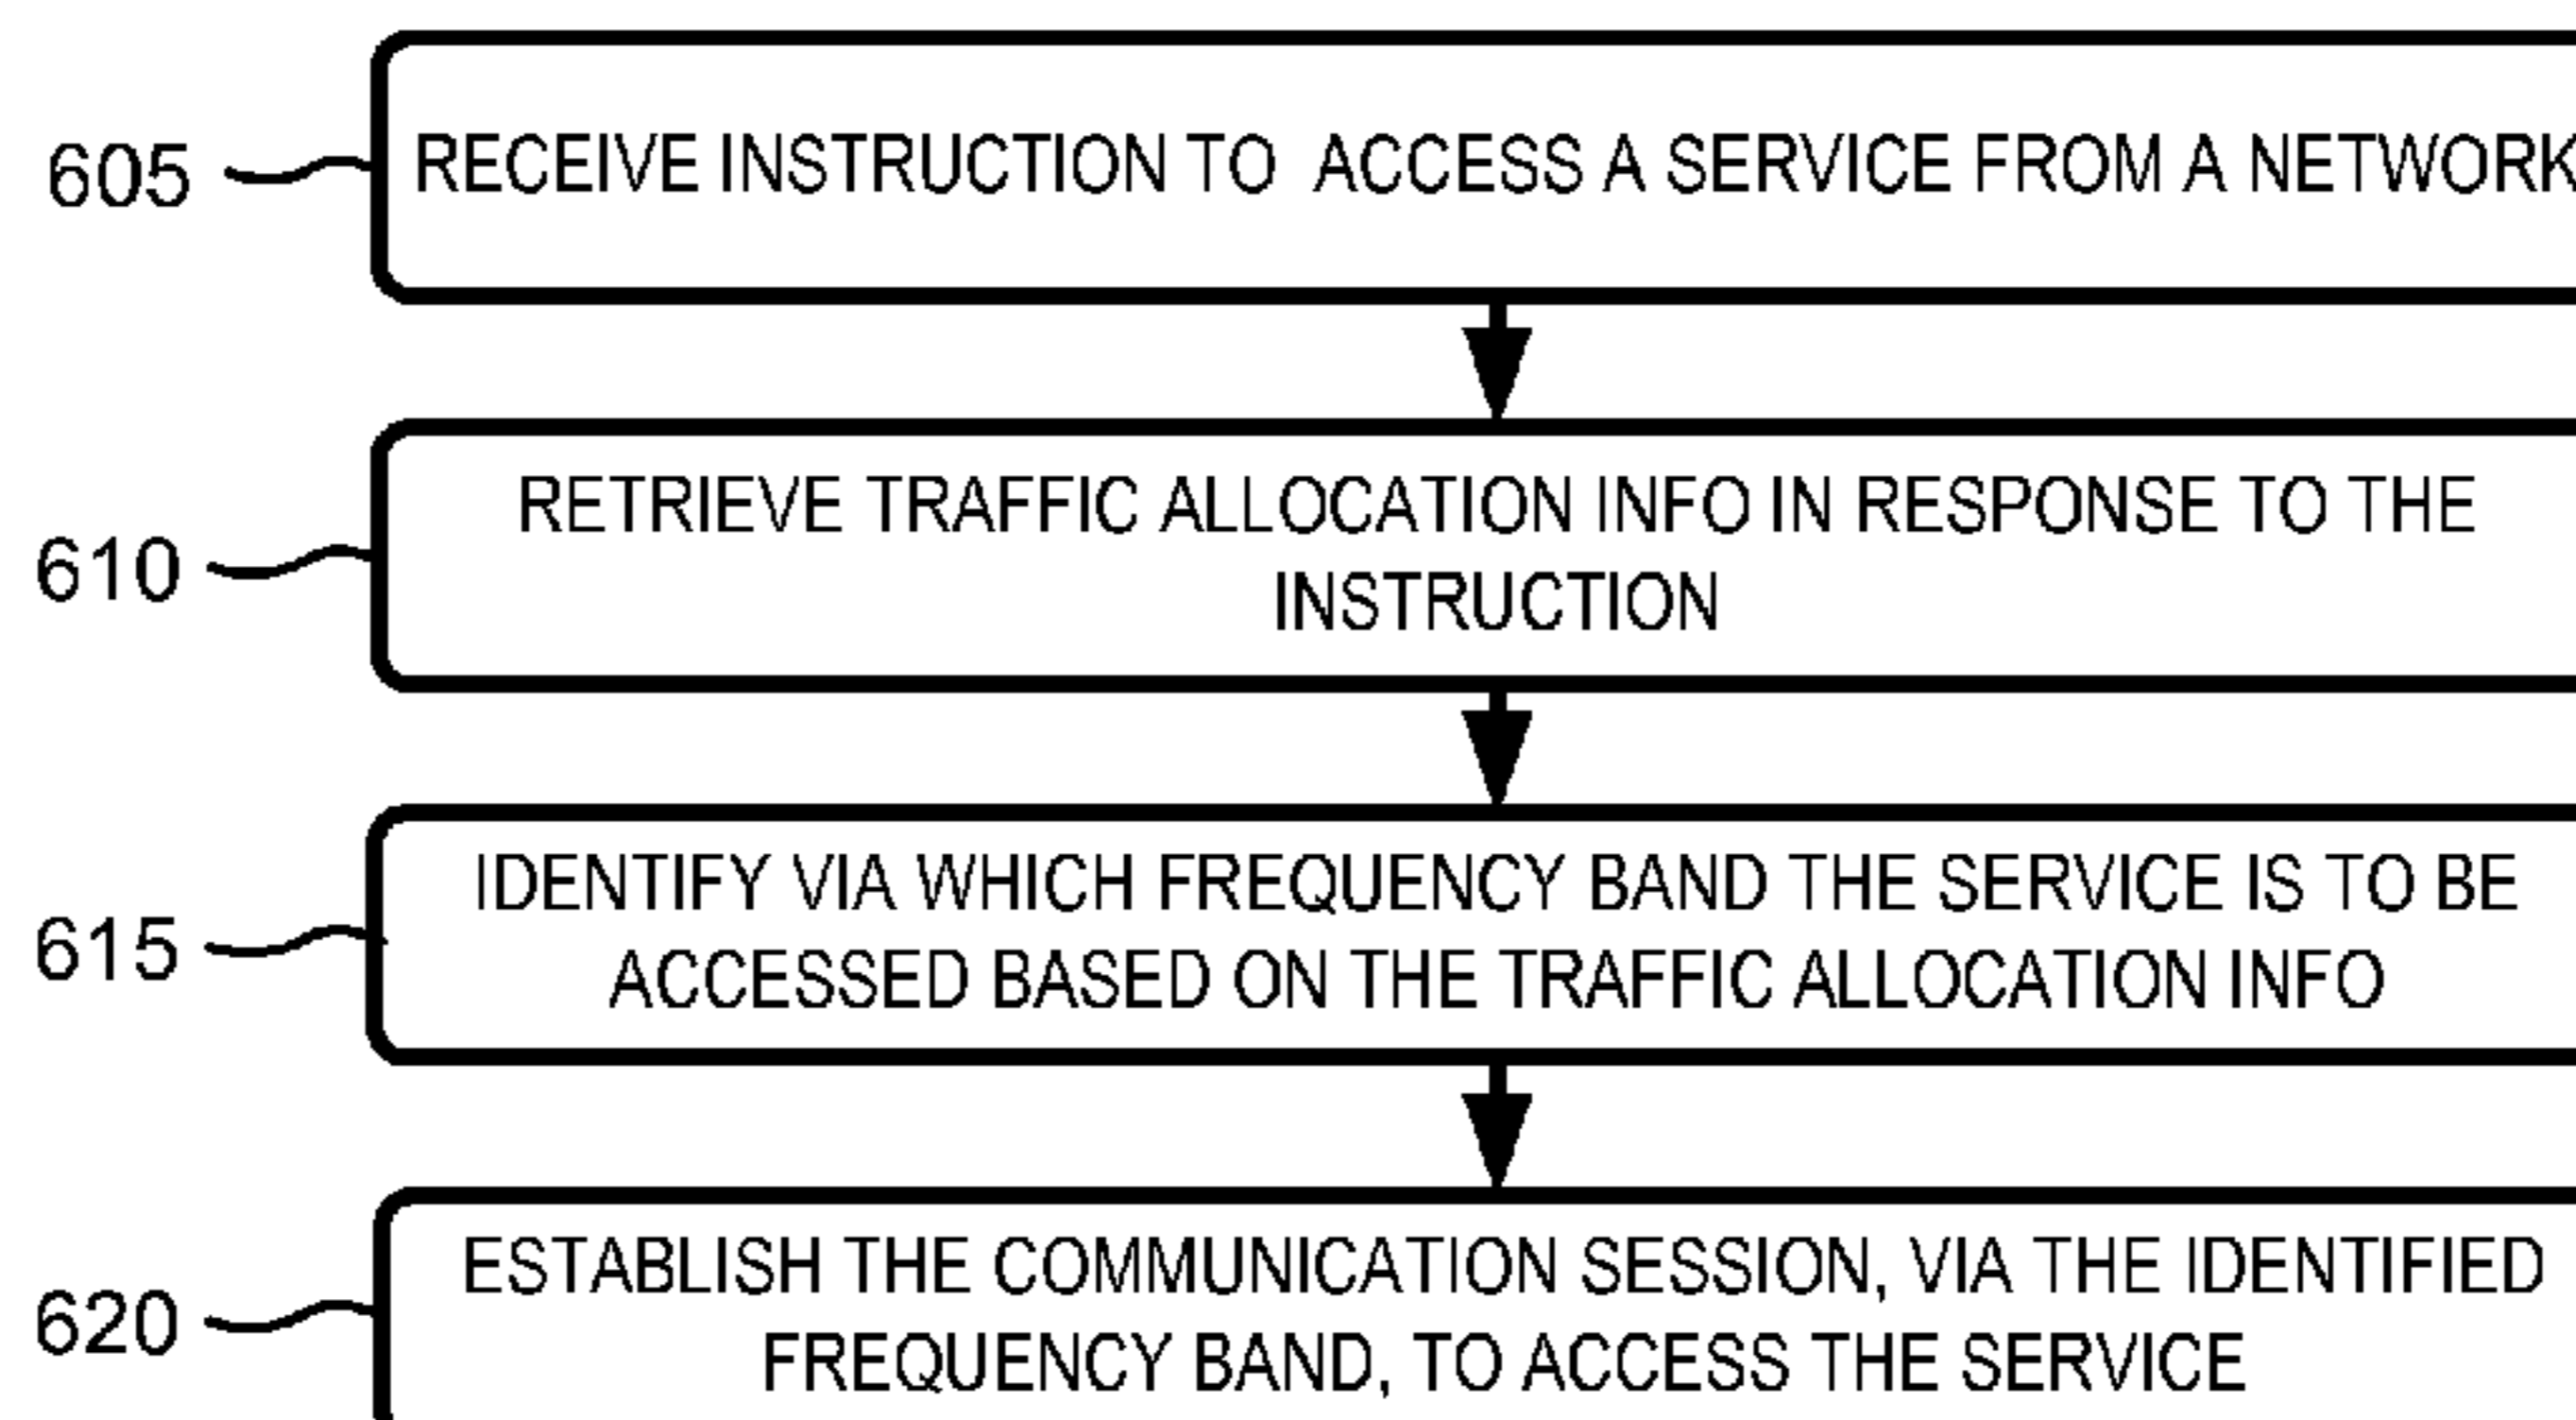 605
RECEIVE INSTRUCTION TO ACCESS A SERVICE FROM A NETWORK
610
RETRIEVE TRAFFIC ALLOCATION INFO IN RESPONSE TO THE
INSTRUCTION
615
IDENTIFY VIA WHICH FREQUENCY BAND THE SERVICE IS TO BE
ACCESSED BASED ON THE TRAFFIC ALLOCATION INFO
620
ESTABLISH THE COMMUNICATION SESSION, VIA THE IDENTIFIED
FREQUENCY BAND, TO ACCESS THE SERVICE